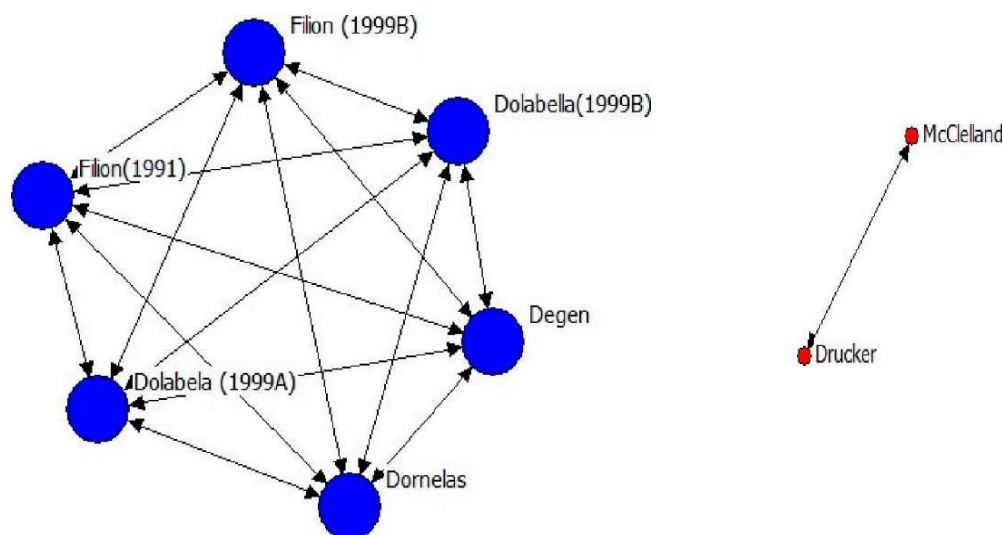 Filion (1999B)
Dolabella(1999B)
McClelland
Filion(1991)
Degen
Drucker
Dolabela (1999A)
Dornelas